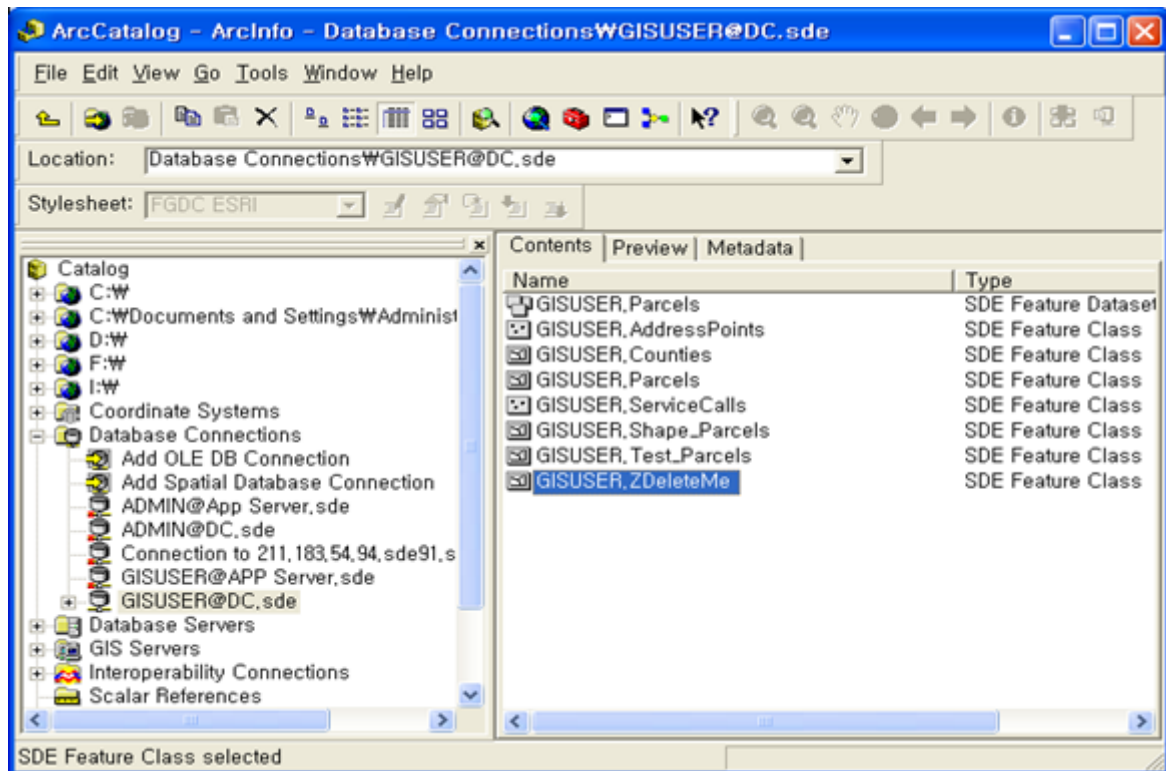 ArcCatalog - ArcInfo - Database Connections₩GISUSER@DC.sde
File Edit View Go Tools Window Help
Location: Database Connections₩GISUSER@DC.sde
Stylesheet: FGDC ESRI
Catalog
C:₩
C:₩Documents and Settings₩Administ
D:₩
F:₩
I:₩
Coordinate Systems
Database Connections
Add OLE DB Connection
Add Spatial Database Connection
ADMIN@App Server.sde
ADMIN@DC.sde
Connection to 211.183.54.94.sde91.s
GISUSER@APP Server.sde
GISUSER@DC.sde
Database Servers
GIS Servers
Interoperability Connections
Scalar References
Contents Preview Metadata
Name Type
GISUSER.Parcels SDE Feature Dataset
GISUSER.AddressPoints SDE Feature Class
GISUSER.Counties SDE Feature Class
GISUSER.Parcels SDE Feature Class
GISUSER.ServiceCalls SDE Feature Class
GISUSER.Shape_Parcels SDE Feature Class
GISUSER.Test_Parcels SDE Feature Class
GISUSER.ZDeleteMe SDE Feature Class
SDE Feature Class selected